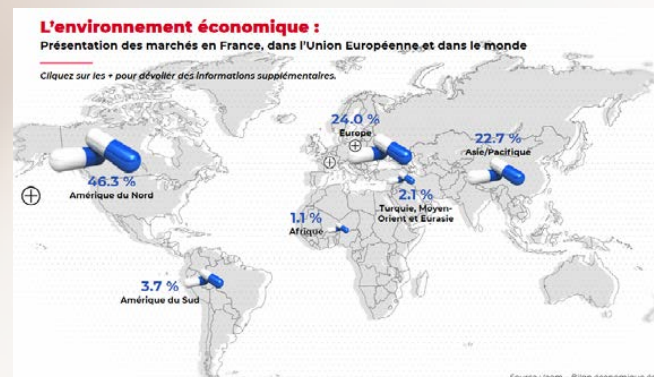 L'environnement économique :
Présentation des marchés en France, dans l'Union Européenne et dans le monde
Cliquez sur les + pour dévoiler des informations supplémentaires.
24.0 %
Europe
22.7 %
Asie/Pacifique
46.3 %
Amérique du Nord
2.1 %
Turquie, Moyen-
Orient et Eurasie
1.1 %
Afrique
3.7 %
Amérique du Sud
Bilan économique